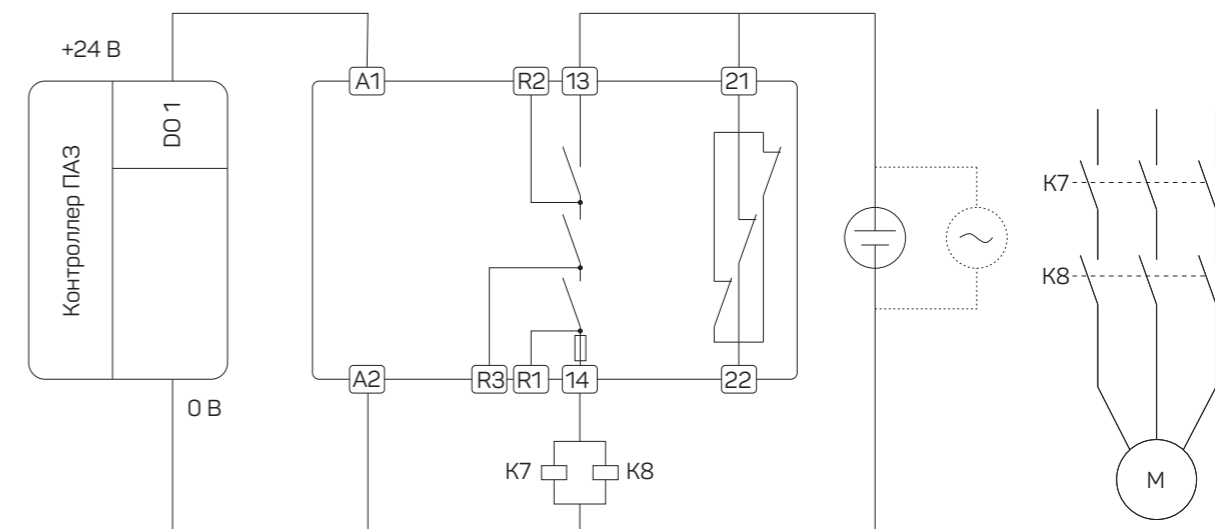 +24 В
Контроллер ПАЗ
DO 1
0 В
A1
R2
13
21
A2
R3
R1
14
22
K7
K8
K7
K8
M